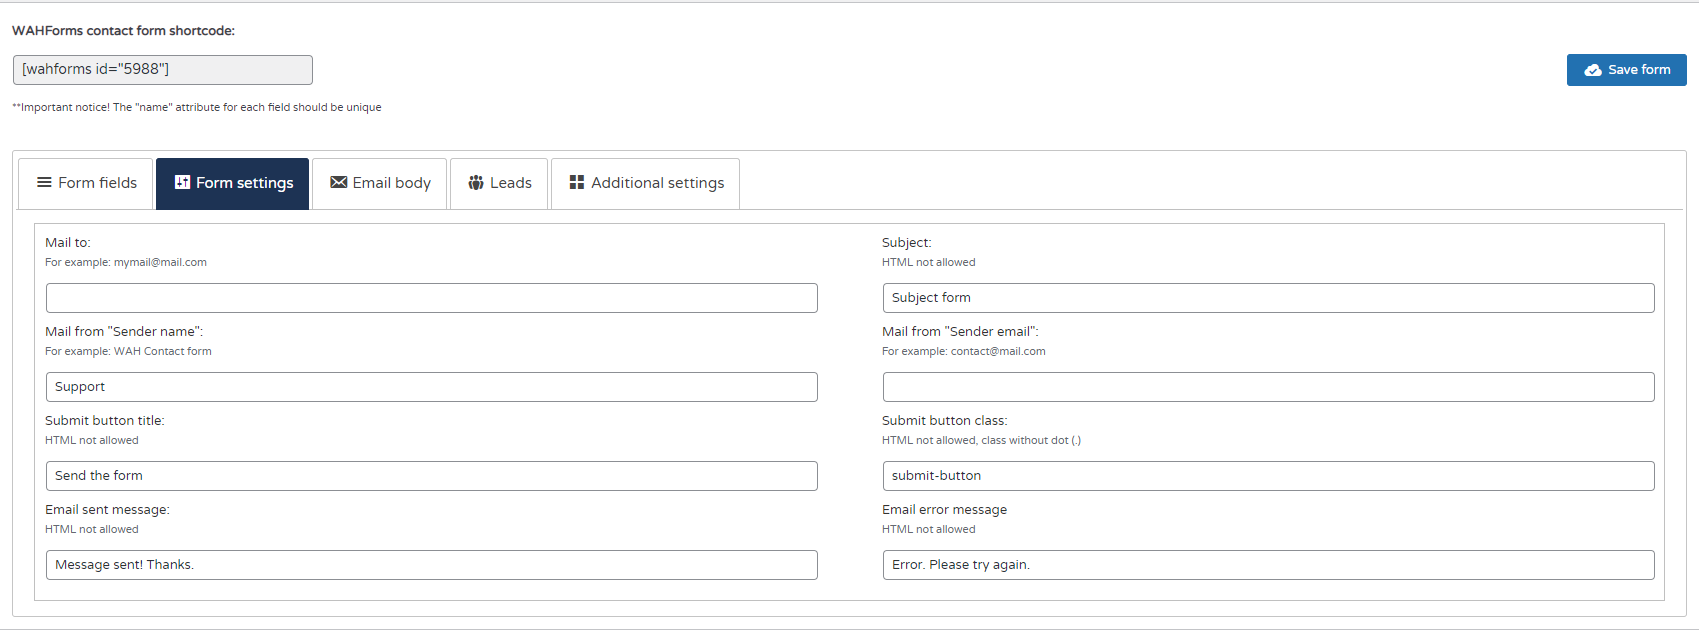 WAHForms contact form shortcode:
[wahforms id="5988"]
Save form
**Important notice! The "name" attribute for each field should be unique
Form fields
Form settings
Email body
Leads
Additional settings
Mail to:
For example: mymail@mail.com
Subject:
HTML not allowed
Subject form
Mail from "Sender name":
For example: WAH Contact form
Support
Mail from "Sender email":
For example: contact@mail.com
Submit button title:
HTML not allowed
Send the form
Submit button class:
HTML not allowed, class without dot (.)
submit-button
Email sent message:
HTML not allowed
Message sent! Thanks.
Email error message
HTML not allowed
Error. Please try again.